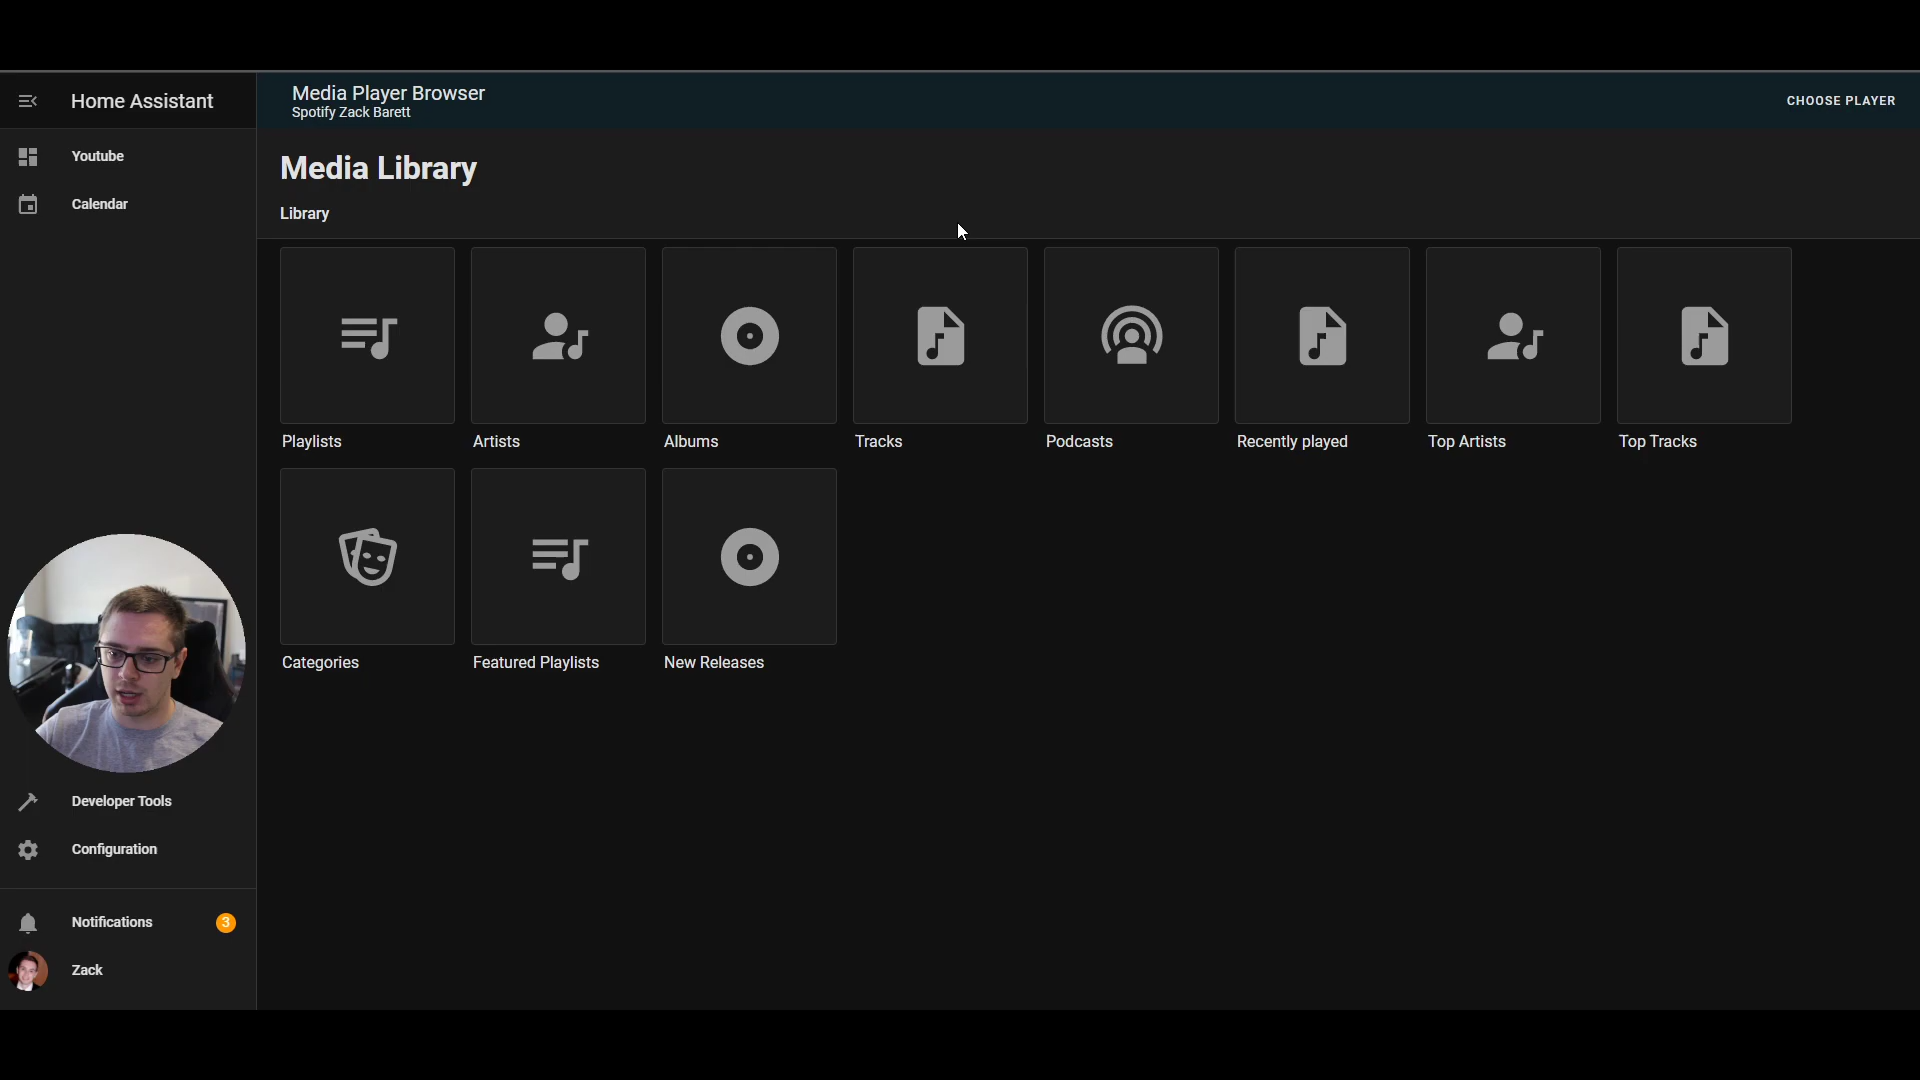 Home Assistant
Media Player Browser
Spotify Zack Barett
CHOOSE PLAYER
Youtube
Calendar
Media Library
Library
Playlists
Artists
Albums
Tracks
Podcasts
Recently played
Top Artists
Top Tracks
Categories
Featured Playlists
New Releases
Developer Tools
Configuration
Notifications
3
Zack